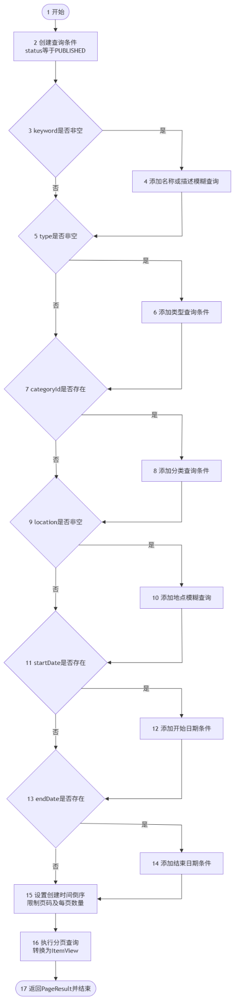 1 开始
2 创建查询条件
status等于PUBLISHED
3 keyword是否非空
是
4 添加名称或描述模糊查询
否
5 type是否非空
是
否
6 添加类型查询条件
7 categoryId是否存在
是
否
8 添加分类查询条件
9 location是否非空
是
否
10 添加地点模糊查询
11 startDate是否存在
是
否
12 添加开始日期条件
13 endDate是否存在
是
否
14 添加结束日期条件
15 设置创建时间倒序
限制页码及每页数量
16 执行分页查询
转换为ItemView
17 返回PageResult并结束